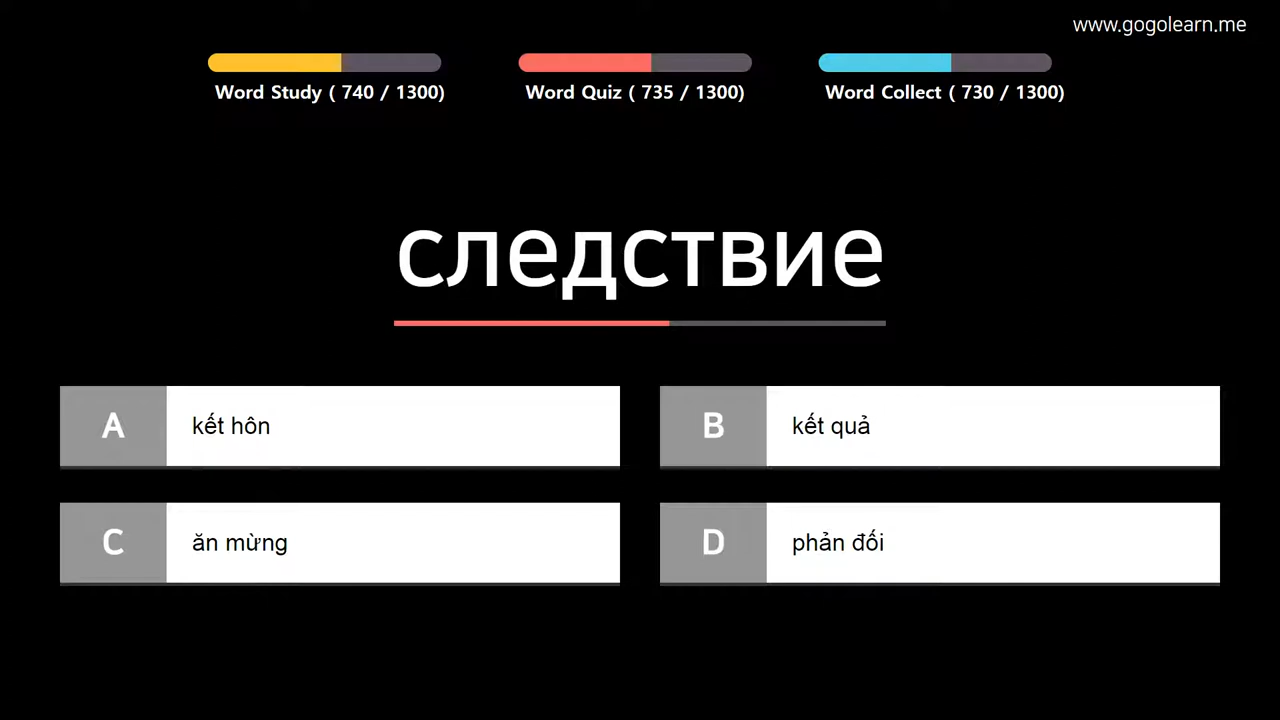 www.gogolearn.me
Word Study ( 740 / 1300)
Word Quiz ( 735 / 1300)
Word Collect ( 730 / 1300)
следствие
A kết hôn
B kết quả
C ăn mừng
D phản đối